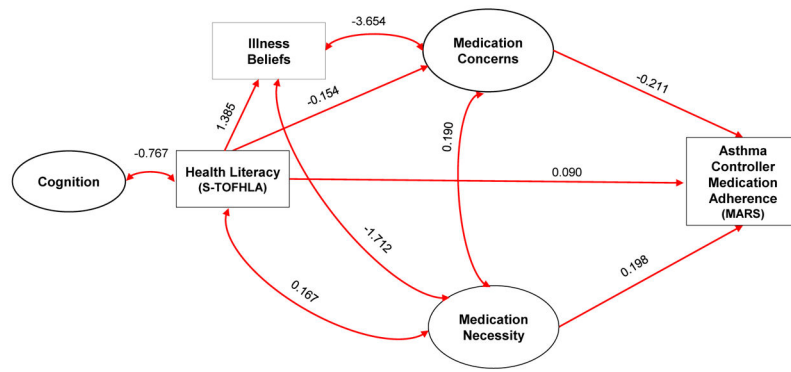 -3.654
Illness
Beliefs
Medication
Concerns
-0.154
-0.211
1.385
0.190
-0.767
Asthma
Controller
Medication
Adherence
(MARS)
Cognition
Health Literacy
(S-TOFHLA)
0.090
-1.712
0.167
0.198
Medication
Necessity